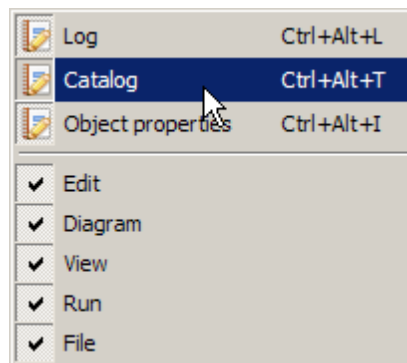 Log Ctrl+Alt+L
Catalog Ctrl+Alt+T
Object properties Ctrl+Alt+I
Edit
Diagram
View
Run
File